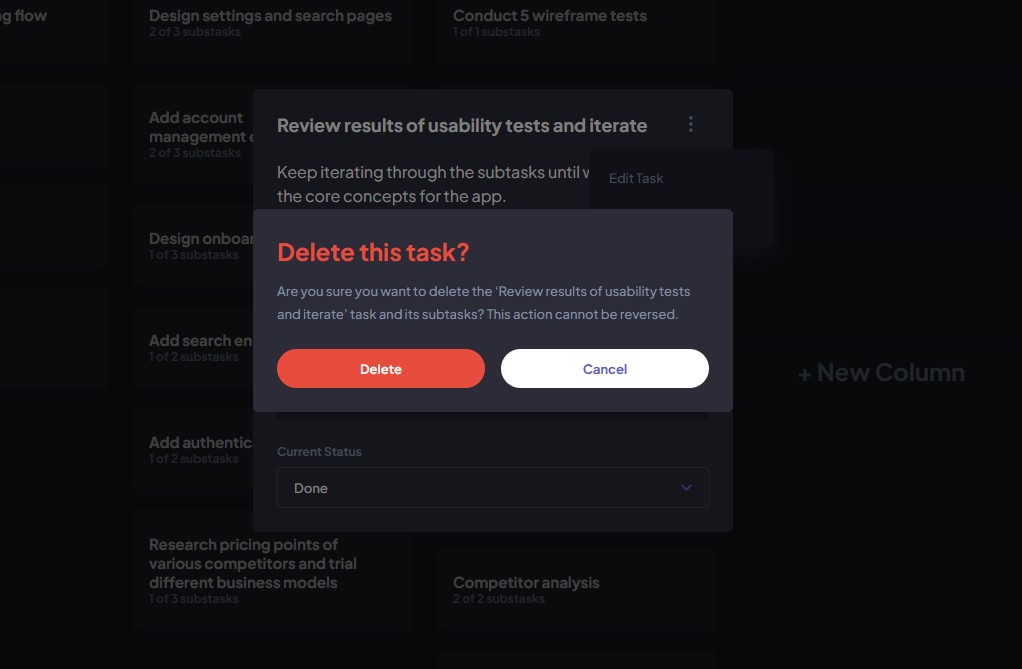 g flow
Design settings and search pages
2 of 3 substasks
Conduct 5 wireframe tests
1 of 1 substasks
Add account
management e
2 of 3 substasks
Review results of usability tests and iterate
Keep iterating through the subtasks until w
the core concepts for the app.
Edit Task
Design onboar
1 of 3 substasks
Delete this task?
Are you sure you want to delete the 'Review results of usability tests
and iterate' task and its subtasks? This action cannot be reversed.
Delete
Cancel
Add search en
1 of 2 substasks
+ New Column
Add authentic
1 of 2 substasks
Current Status
Done
Research pricing points of
various competitors and trial
different business models
1 of 3 substasks
Competitor analysis
2 of 2 substasks